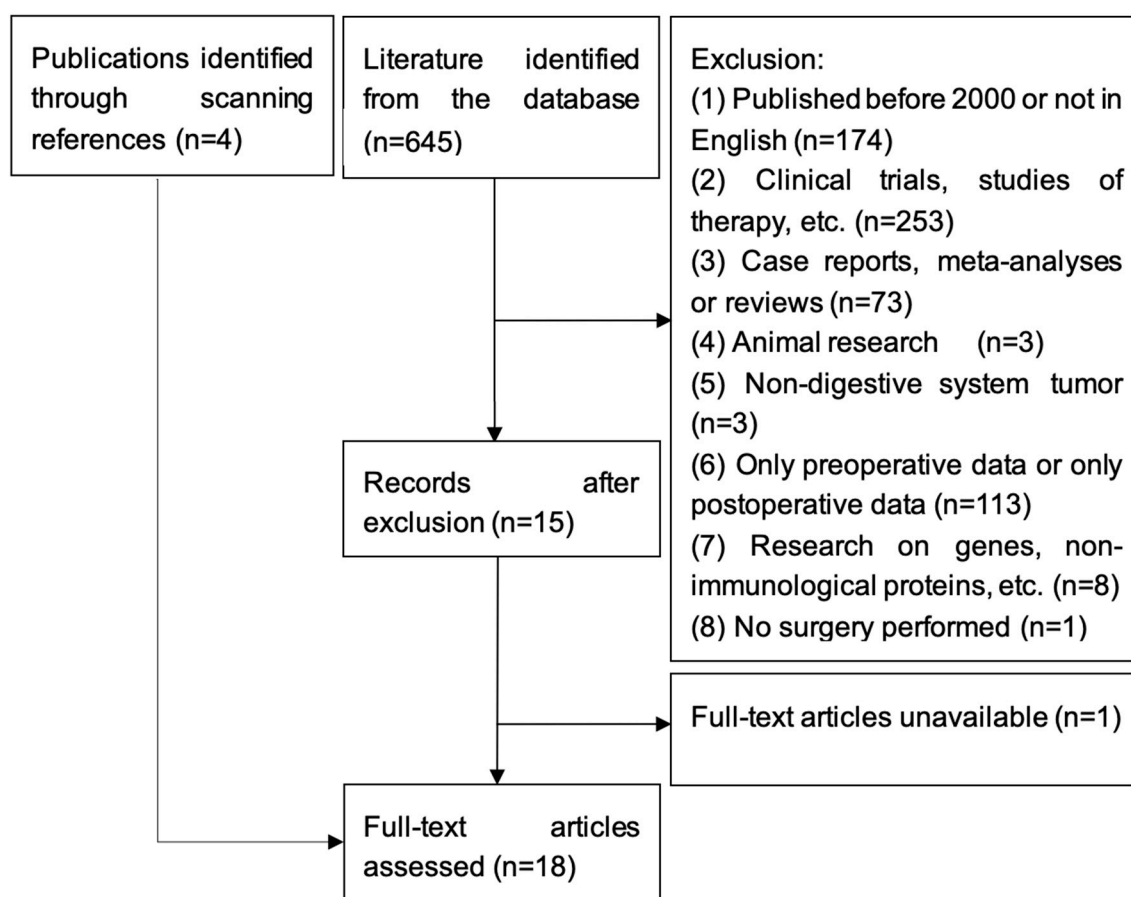 Publications identified
through scanning
references (n=4)
Literature identified
from the database
(n=645)
Exclusion:
(1) Published before 2000 or not in
English (n=174)
(2) Clinical trials, studies of
therapy, etc. (n=253)
(3) Case reports, meta-analyses
or reviews (n=73)
(4) Animal research (n=3)
(5) Non-digestive system tumor
(n=3)
(6) Only preoperative data or only
postoperative data (n=113)
(7) Research on genes, non-
immunological proteins, etc. (n=8)
(8) No surgery performed (n=1)
Records after
exclusion (n=15)
Full-text articles unavailable (n=1)
Full-text articles
assessed (n=18)